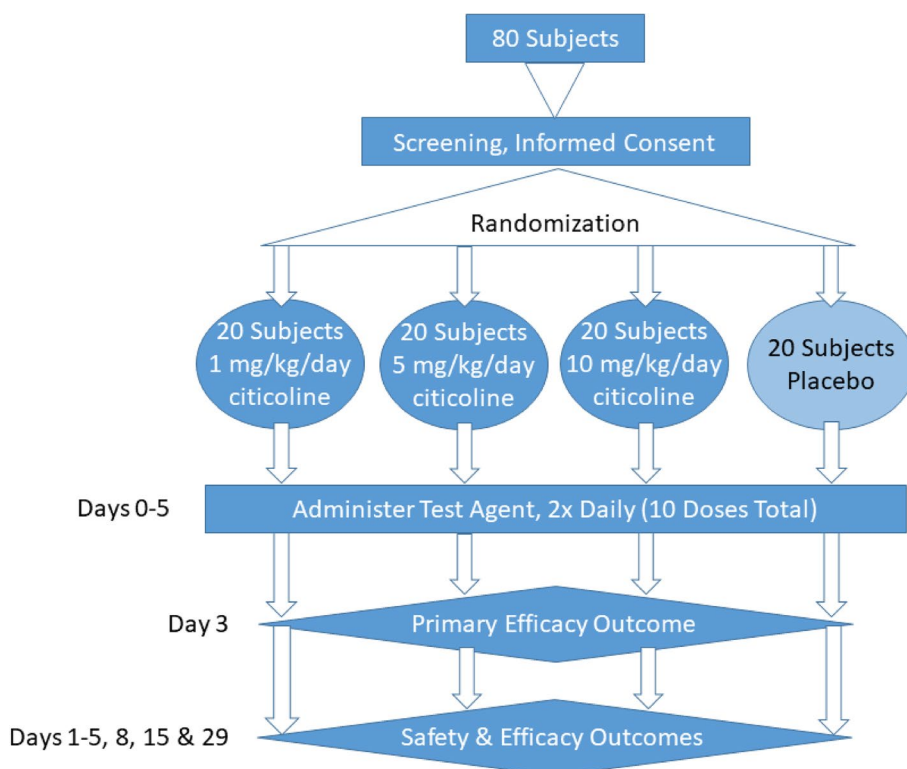 80 Subjects
Screening, Informed Consent
Randomization
20 Subjects
1 mg/kg/day
citicoline
20 Subjects
5 mg/kg/day
citicoline
20 Subjects
10 mg/kg/day
citicoline
20 Subjects
Placebo
Days 0-5
Administer Test Agent, 2x Daily (10 Doses Total)
Day 3
Primary Efficacy Outcome
Days 1-5, 8, 15 & 29
Safety & Efficacy Outcomes